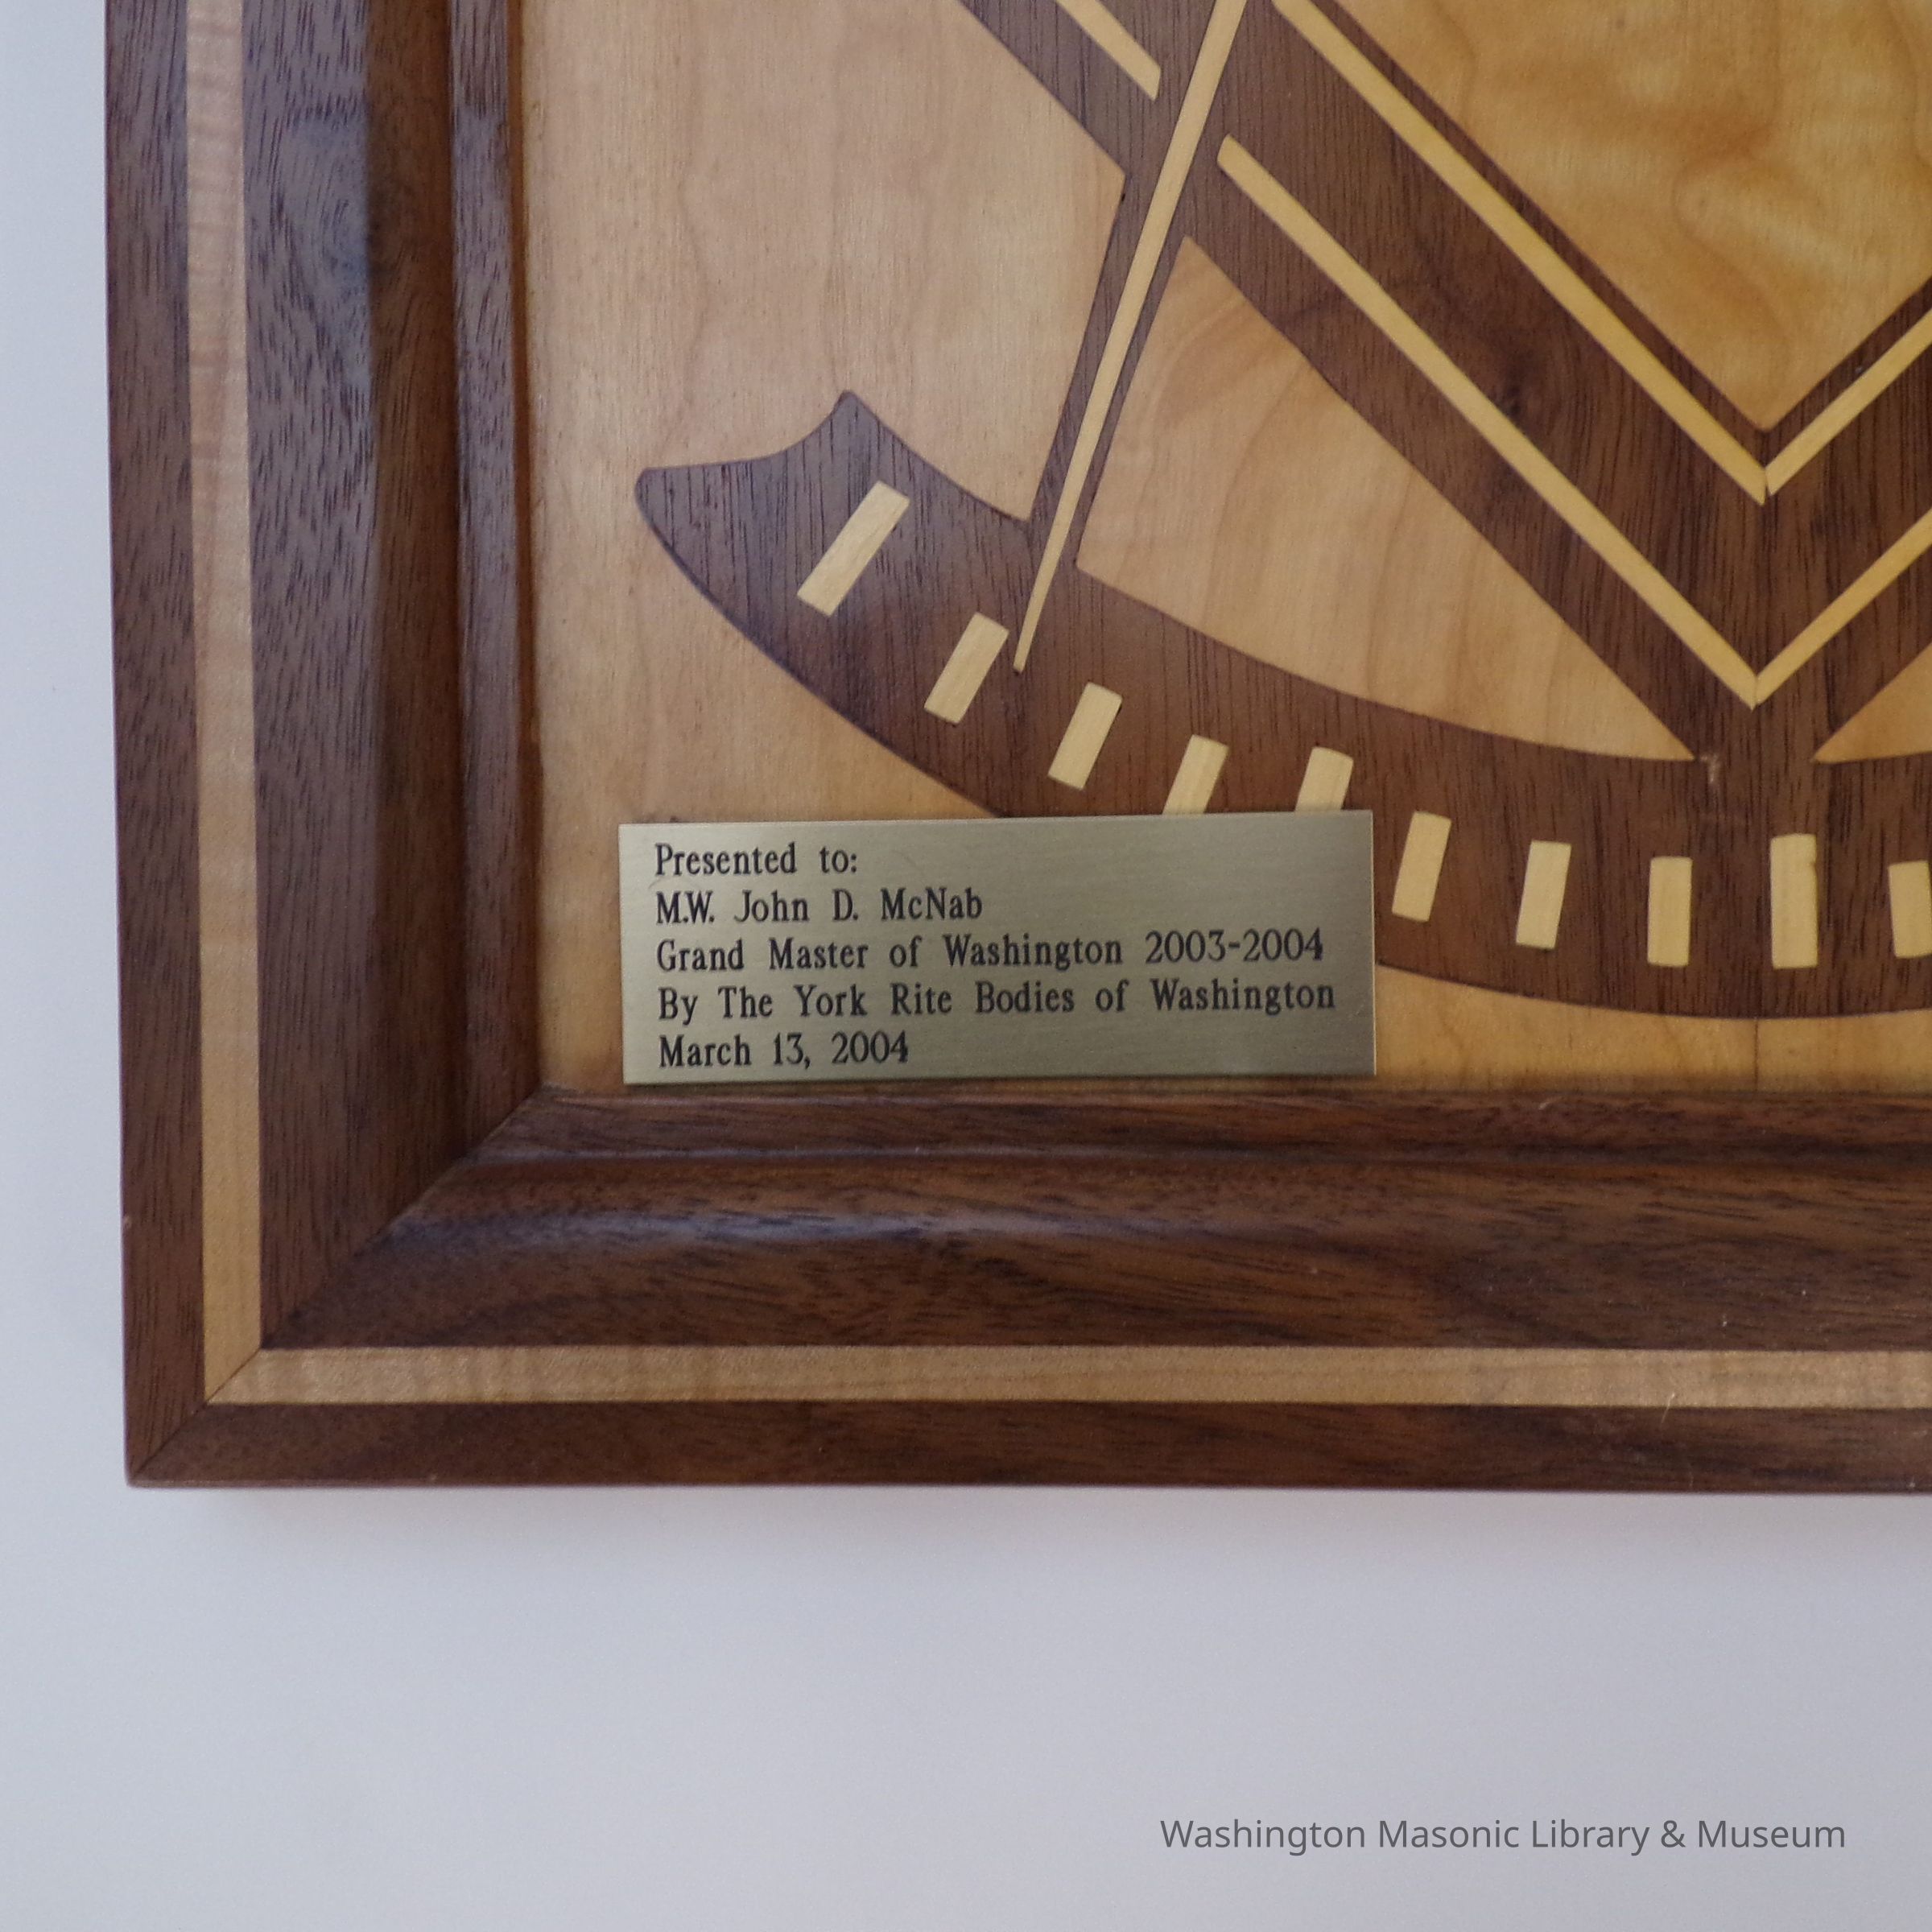 Presented to:
M.W. John D. McNab
Grand Master of Washington 2003-2004
By The York Rite Bodies of Washington
March 13, 2004
Washington Masonic Library & Museum